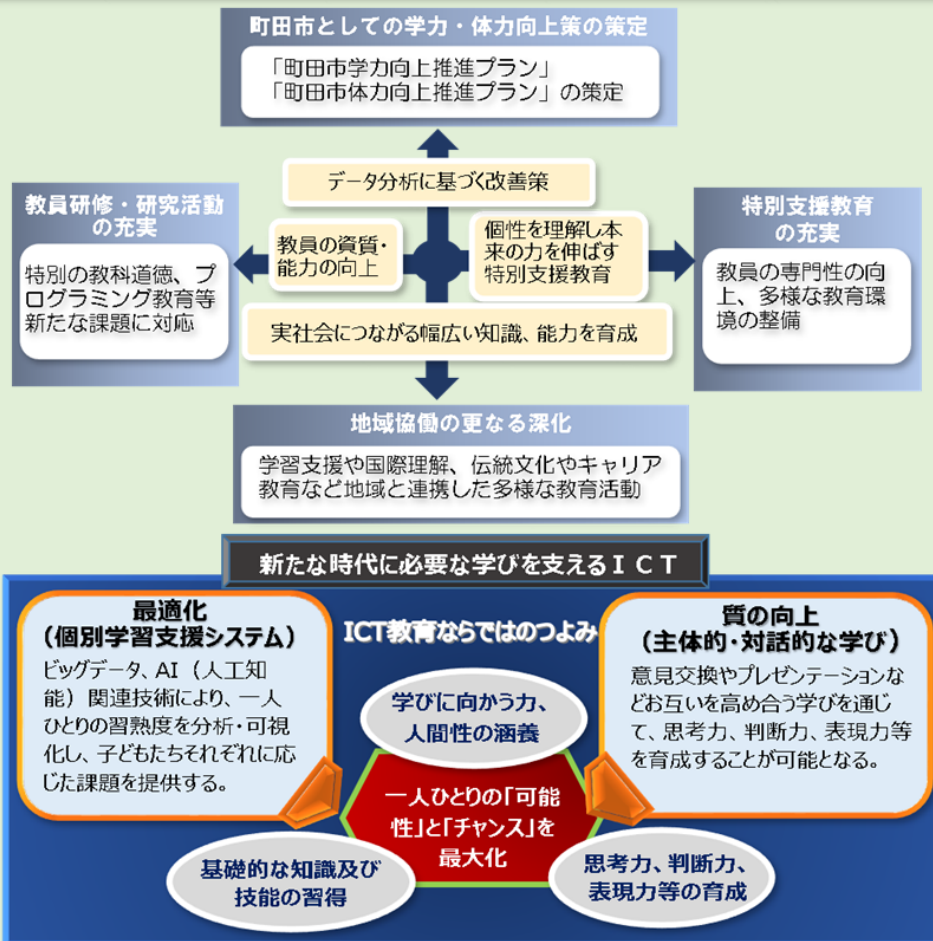 町田市としての学力・体力向上策の策定
「町田市学力向上推進プラン」
「町田市体力向上推進プラン」の策定
データ分析に基づく改善策
教員研修・研究活動
の充実
特別の教科道徳、プ
ログラミング教育等
新たな課題に対応
教員の資質・
能力の向上
個性を理解し本
来の力を伸ばす
特別支援教育
特別支援教育
の充実
教員の専門性の向
上、多様な教育環
境の整備
実社会につながる幅広い知識、能力を育成
地域協働の更なる深化
学習支援や国際理解、伝統文化やキャリア
教育など地域と連携した多様な教育活動
新たな時代に必要な学びを支えるＩＣＴ
最適化
（個別学習支援システム）
ビッグデータ、AI（人工知
能）関連技術により、一人
ひとりの習熟度を分析・可視
化し、子どもたちそれぞれに応
じた課題を提供する。
ICT教育ならではのつよみ
質の向上
（主体的・対話的な学び）
意見交換やプレゼンテーションな
どお互いを高め合う学びを通じ
て、思考力、判断力、表現力等
を育成することが可能となる。
学びに向かう力、
人間性の涵養
一人ひとりの「可能
性」と「チャンス」を
最大化
基礎的な知識及び
技能の習得
思考力、判断力、
表現力等の育成